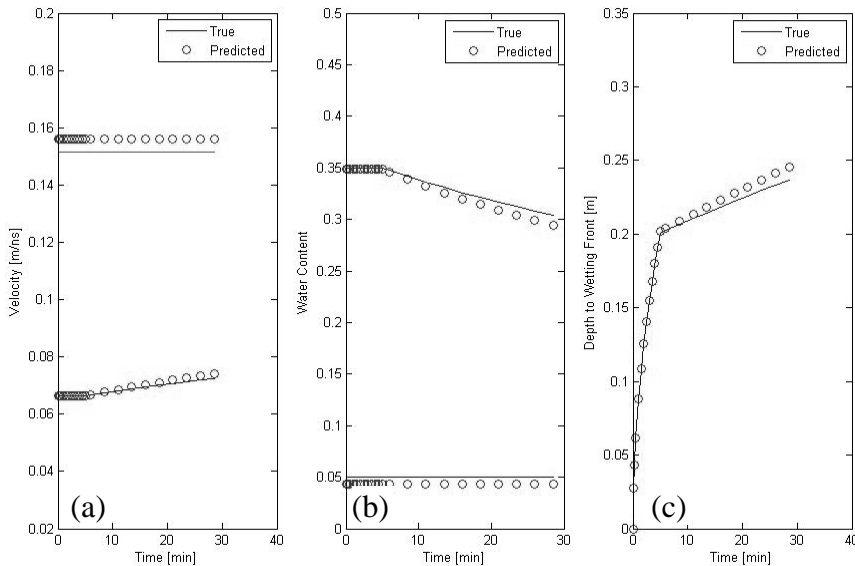 0.2
0.18
0.16
0.14
0.12
0.1
0.08
0.06
0.04
0.02
Velocity [m/ns]
True
Predicted
(a)
0 10 20 30 40
Time [min]
0.5
0.45
0.4
0.35
0.3
0.25
0.2
0.15
0.1
0.05
0
Water Content
True
Predicted
(b)
0 10 20 30
Time [min]
0.35
0.3
0.25
0.2
0.15
0.1
0.05
0
Depth to Wetting Front [m]
True
Predicted
(c)
0 10 20 30 40
Time [min]